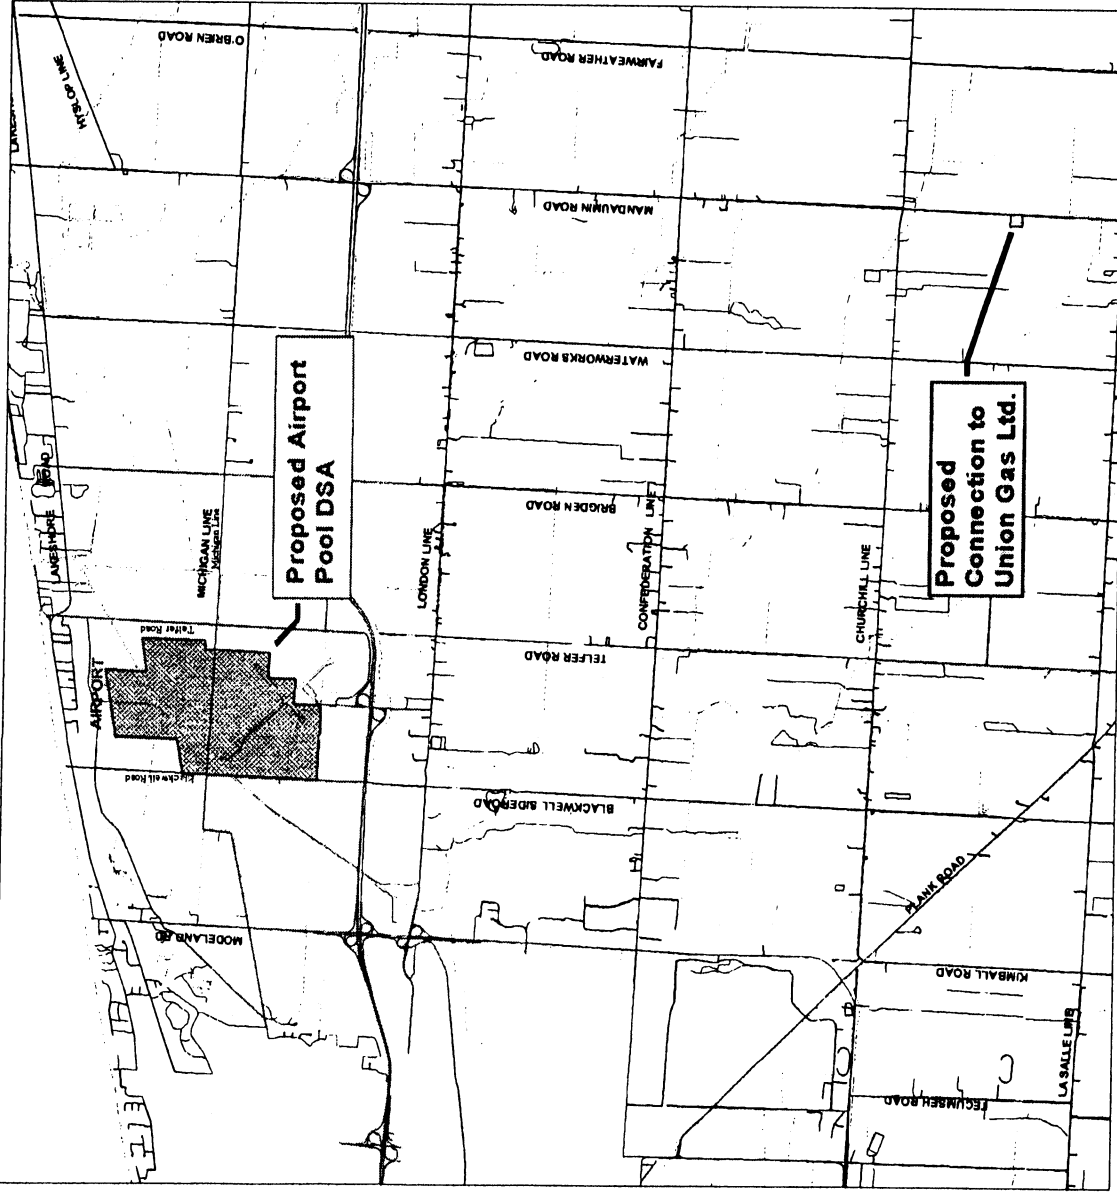 O'BRIEN ROAD
FAIRWEATHER ROAD
HYSLOP LINE
MANDAUMIN ROAD
WATERWORKS ROAD
Proposed Airport
Pool DSA
LAKESHORE
ROAD
MICHIGAN LINE
Michigan Line
BRIGDEN ROAD
LONDON LINE
CONFEDERATION LINE
CHURCHILL LINE
Proposed
Connection to
Union Gas Ltd.
Telfer Road
TELFER ROAD
AIRPORT
Blackwell Road
BLACKWELL SIDEROAD
PLANK ROAD
MODELAND RD
KIMBALL ROAD
LA SALLE LINE
TECUMSEH ROAD